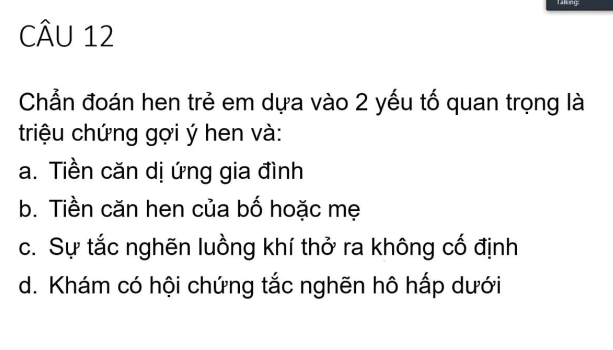 Talking:
CÂU 12
Chẩn đoán hen trẻ em dựa vào 2 yếu tố quan trọng là
triệu chứng gợi ý hen và:
a. Tiền căn dị ứng gia đình
b. Tiền căn hen của bố hoặc mẹ
c. Sự tắc nghẽn luồng khí thở ra không cố định
d. Khám có hội chứng tắc nghẽn hô hấp dưới